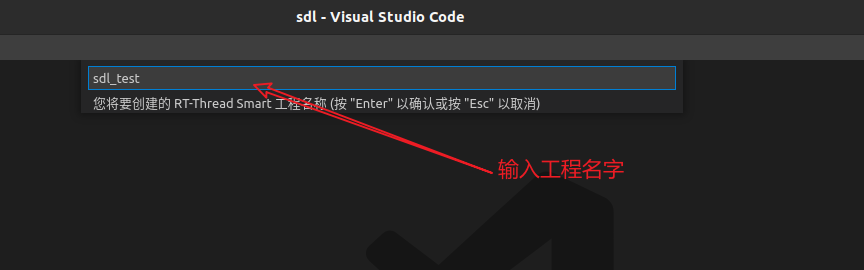 sdl - Visual Studio Code
sdl_test
您将要创建的 RT-Thread Smart 工程名称 (按 "Enter" 以确认或按 "Esc" 以取消)
输入工程名字